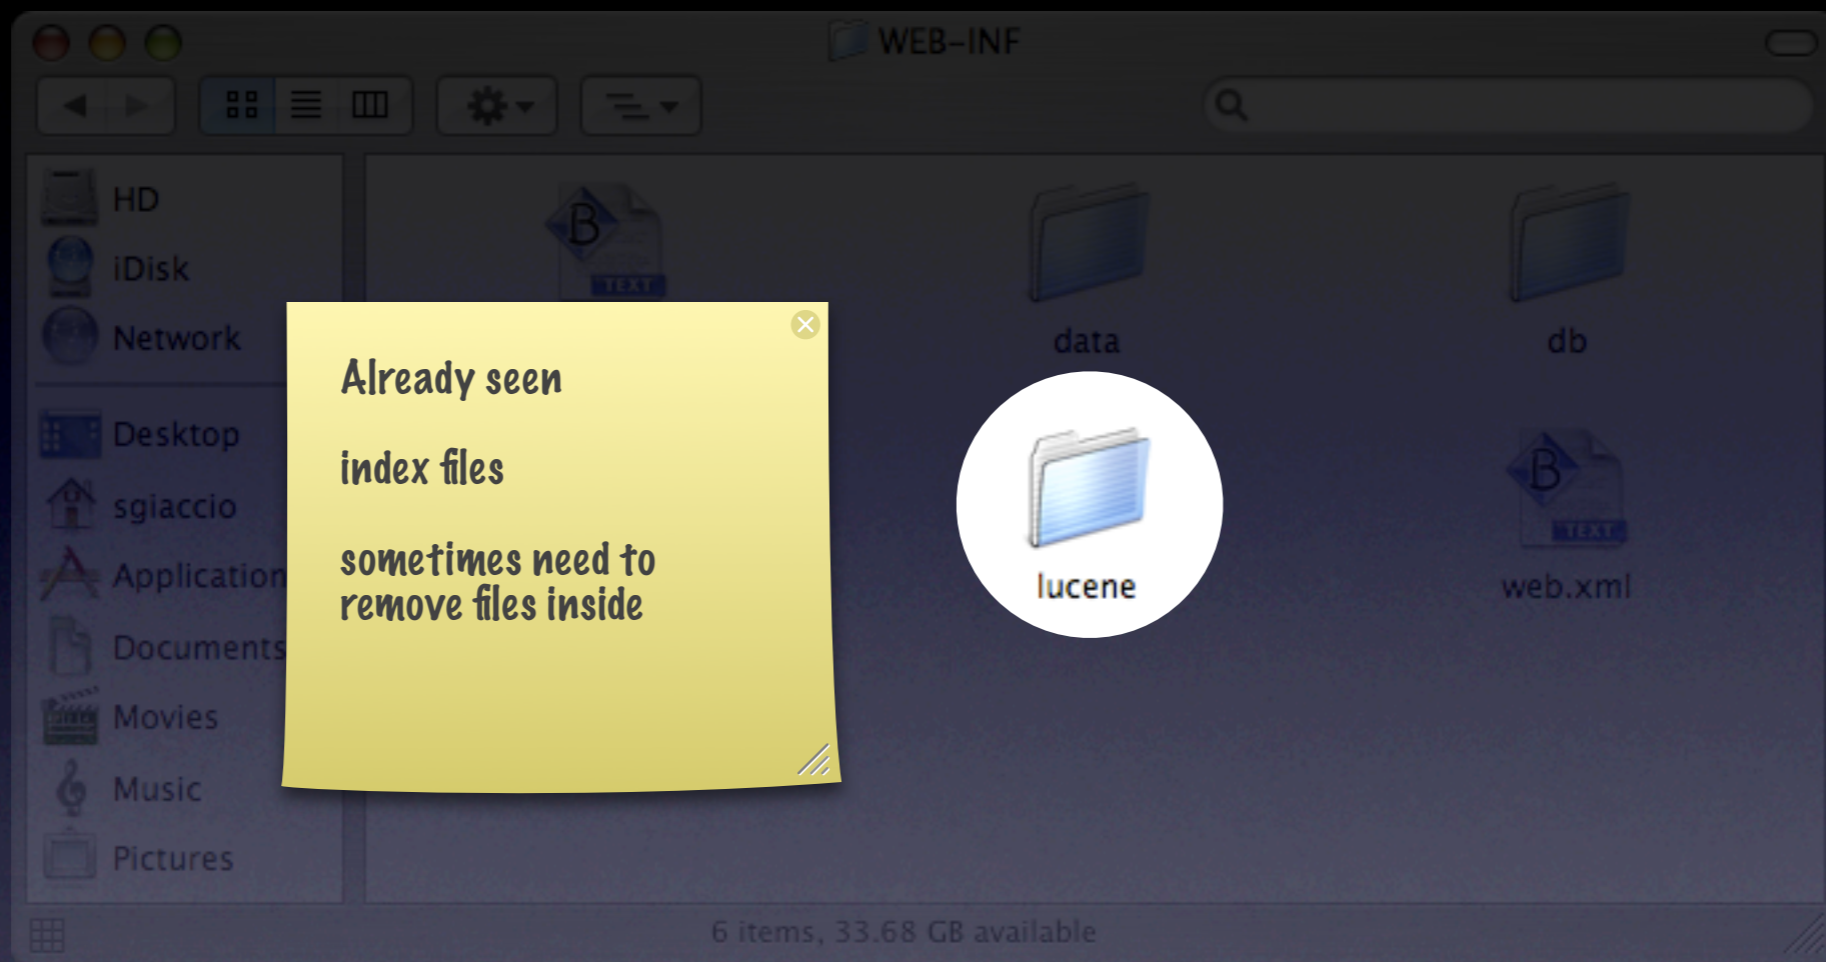 WEB-INF
HD
iDisk
Network
Desktop
sgiaccio
Application
Documents
Movies
Music
Pictures
B
TEXT
data
db
Already seen
index files
sometimes need to
remove files inside
lucene
B
TEXT
web.xml
6 items, 33.68 GB available